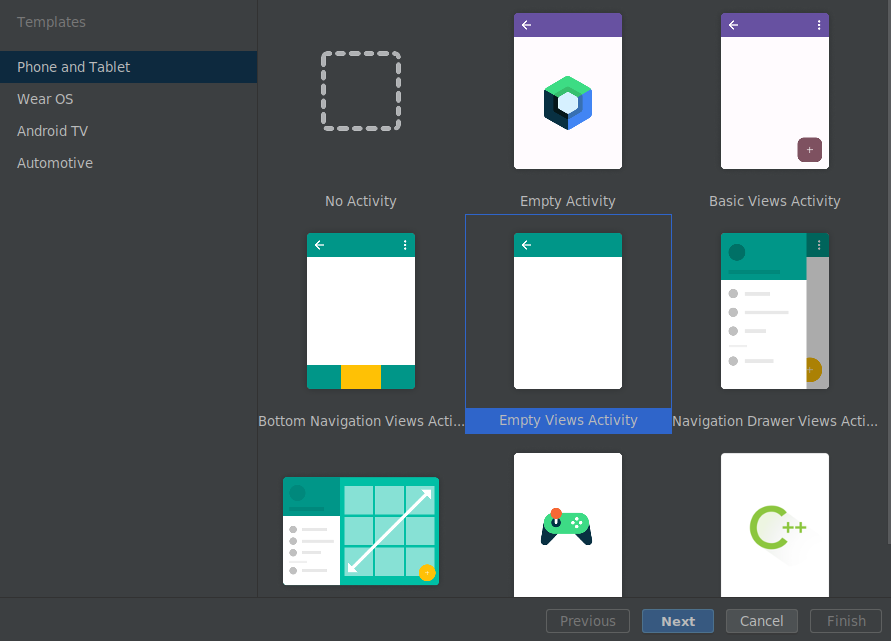 Templates
Phone and Tablet
Wear OS
Android TV
Automotive
No Activity
Empty Activity
Basic Views Activity
Bottom Navigation Views Acti...
Empty Views Activity
Navigation Drawer Views Acti...
C++
Previous
Next
Cancel
Finish